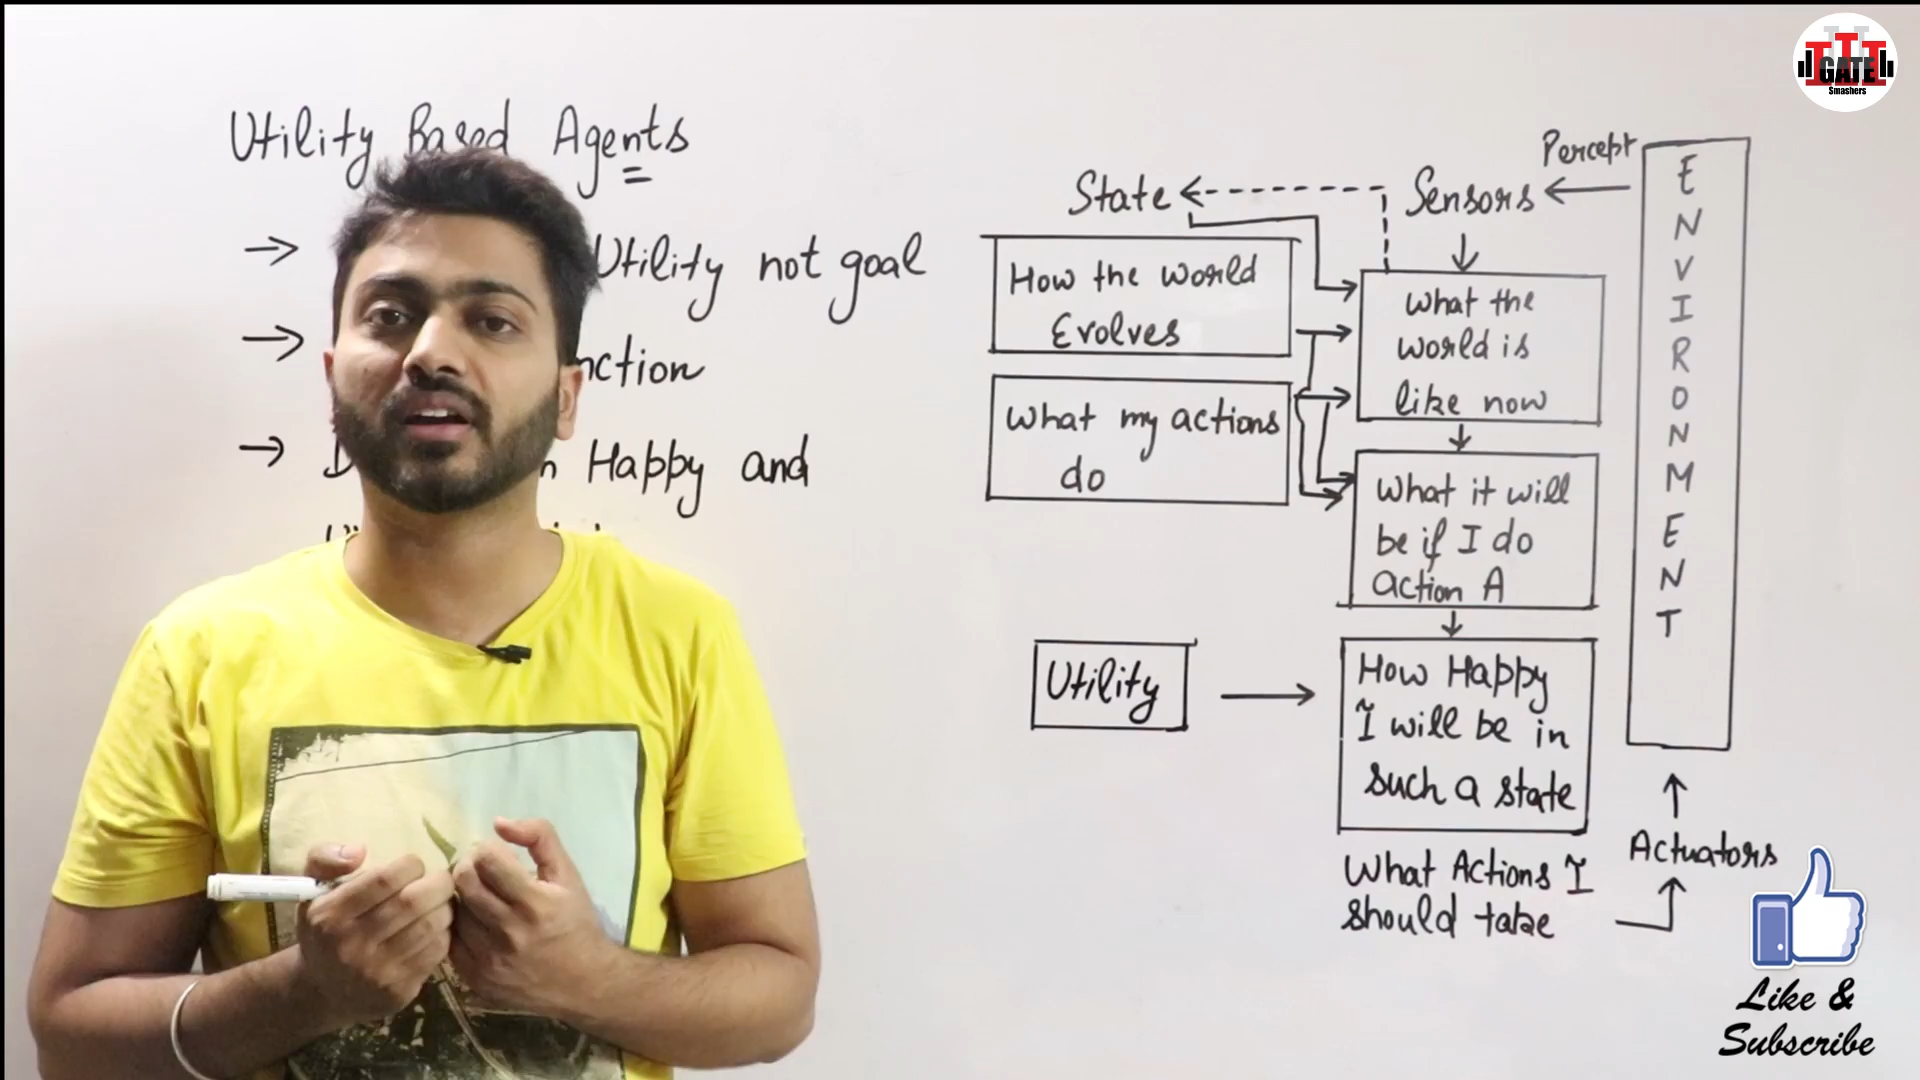 Utility Based Agents
→ Utility not goal
→
→ Happy and
State
Sensors
Percept
ENVIRONMENT
How the World
Evolves
What my actions
do
What the
world is
like now
What it will
be if I do
action A
Utility
How Happy
I will be in
such a state
What Actions I
should take
Actuators
GATE
Smashers
Like &
Subscribe